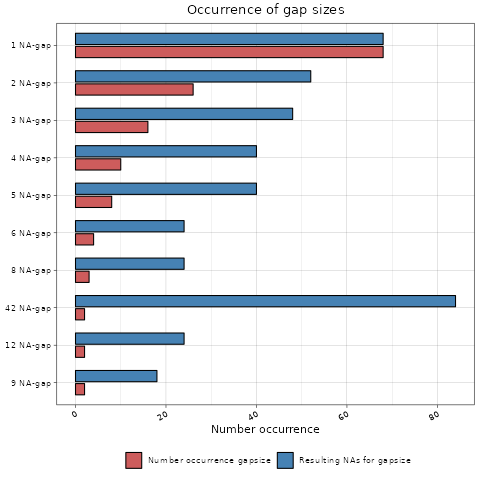 Occurrence of gap sizes
1 NA-gap
2 NA-gap
3 NA-gap
4 NA-gap
5 NA-gap
6 NA-gap
8 NA-gap
42 NA-gap
12 NA-gap
9 NA-gap
0 20 40 60 80
Number occurrence
Number occurrence gapsize Resulting NAs for gapsize